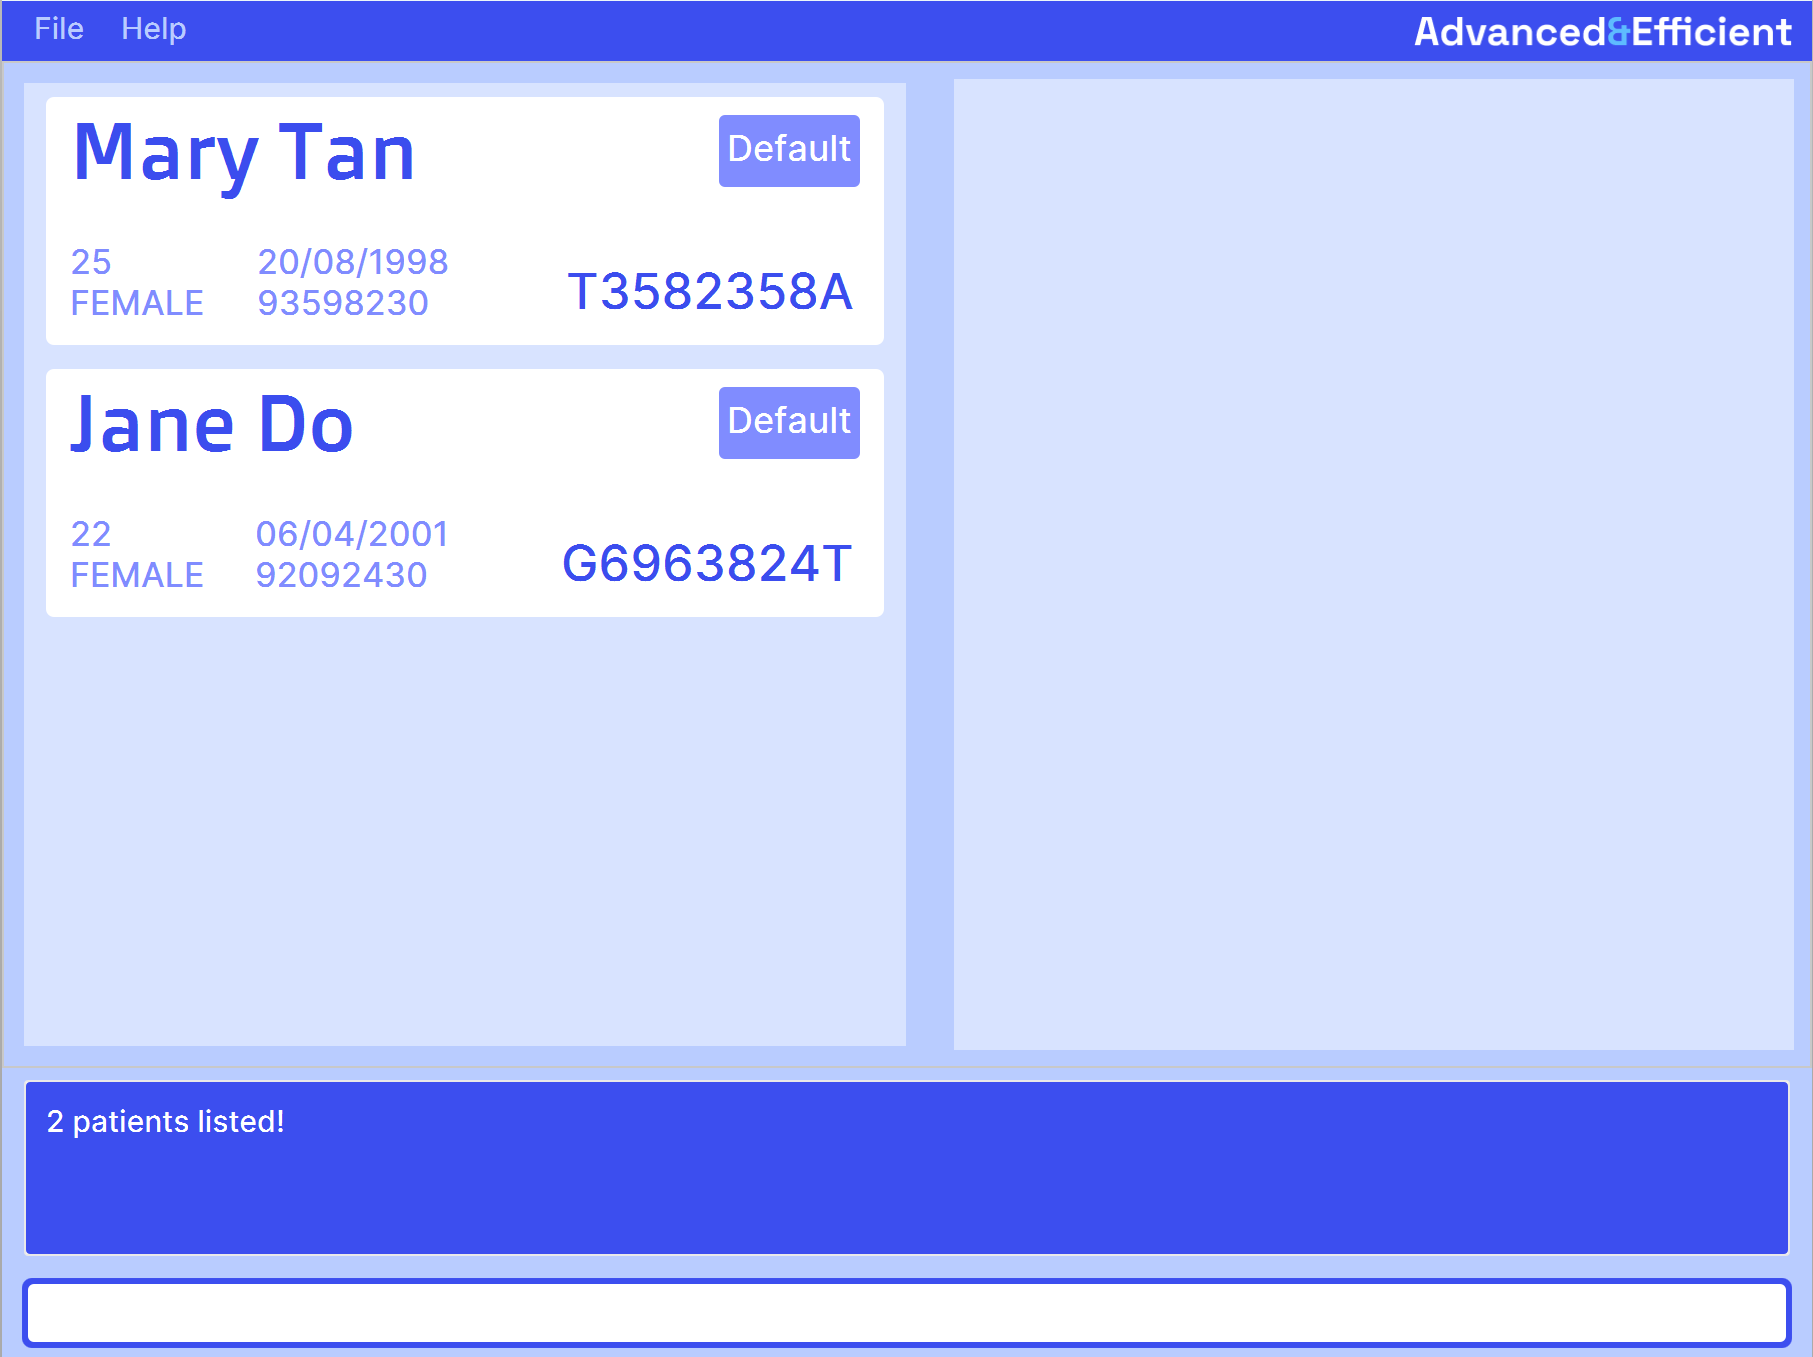 File Help Advanced&Efficient
Mary Tan Default
25 20/08/1998
FEMALE 93598230 T3582358A
Jane Do Default
22 06/04/2001
FEMALE 92092430 G6963824T
2 patients listed!